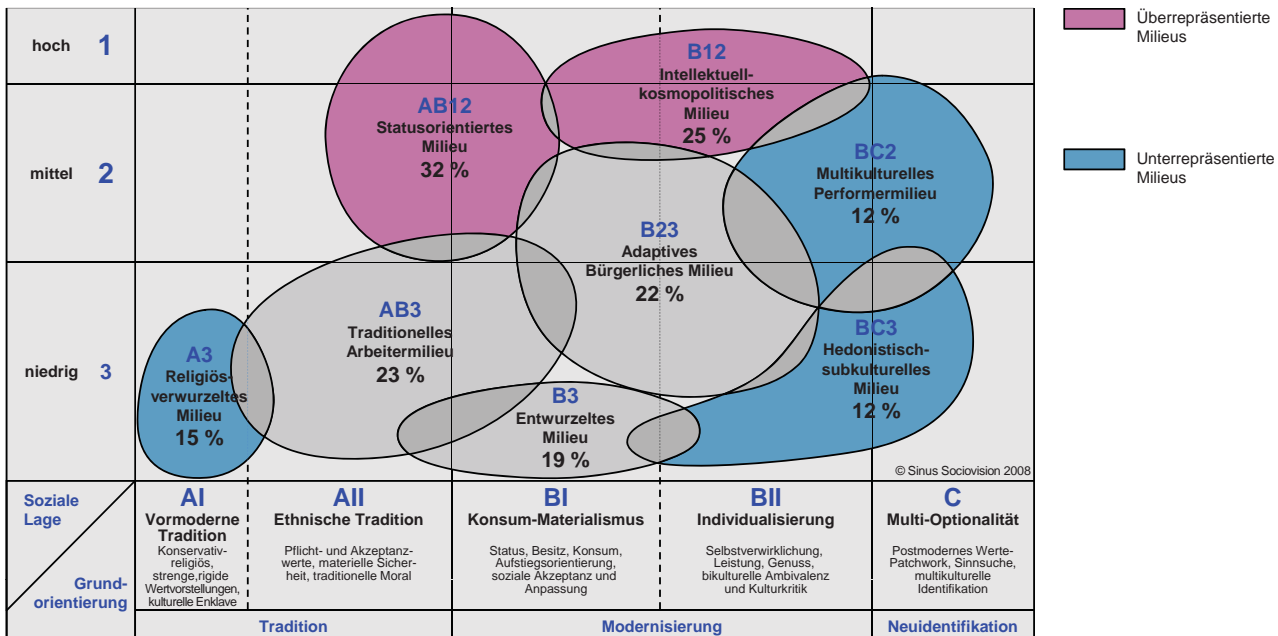 hoch 1
mittel 2
niedrig 3
AB12
Statusorientiertes
Milieu
32 %
B12
Intellektuell-
kosmopolitisches
Milieu
25 %
BC2
Multikulturelles
Performermilieu
12 %
B23
Adaptives
Bürgerliches Milieu
22 %
AB3
Traditionelles
Arbeitermilieu
23 %
A3
Religiös-
verwurzeltes
Milieu
15 %
B3
Entwurzeltes
Milieu
19 %
BC3
Hedonistisch-
subkulturelles
Milieu
12 %
© Sinus Sociovision 2008
Soziale
Lage
Grund-
orientierung
AI
Vormoderne
Tradition
Konservativ-
religiös,
strenge,rigide
Wertvorstellungen,
kulturelle Enklave
AII
Ethnische Tradition
Pflicht- und Akzeptanz-
werte, materielle Sicher-
heit, traditionelle Moral
BI
Konsum-Materialismus
Status, Besitz, Konsum,
Aufstiegsorientierung,
soziale Akzeptanz und
Anpassung
BII
Individualisierung
Selbstverwirklichung,
Leistung, Genuss,
bikulturelle Ambivalenz
und Kulturkritik
C
Multi-Optionalität
Postmodernes Werte-
Patchwork, Sinnsuche,
multikulturelle
Identifikation
Tradition
Modernisierung
Neuidentifikation
Überrepräsentierte
Milieus
Unterrepräsentierte
Milieus